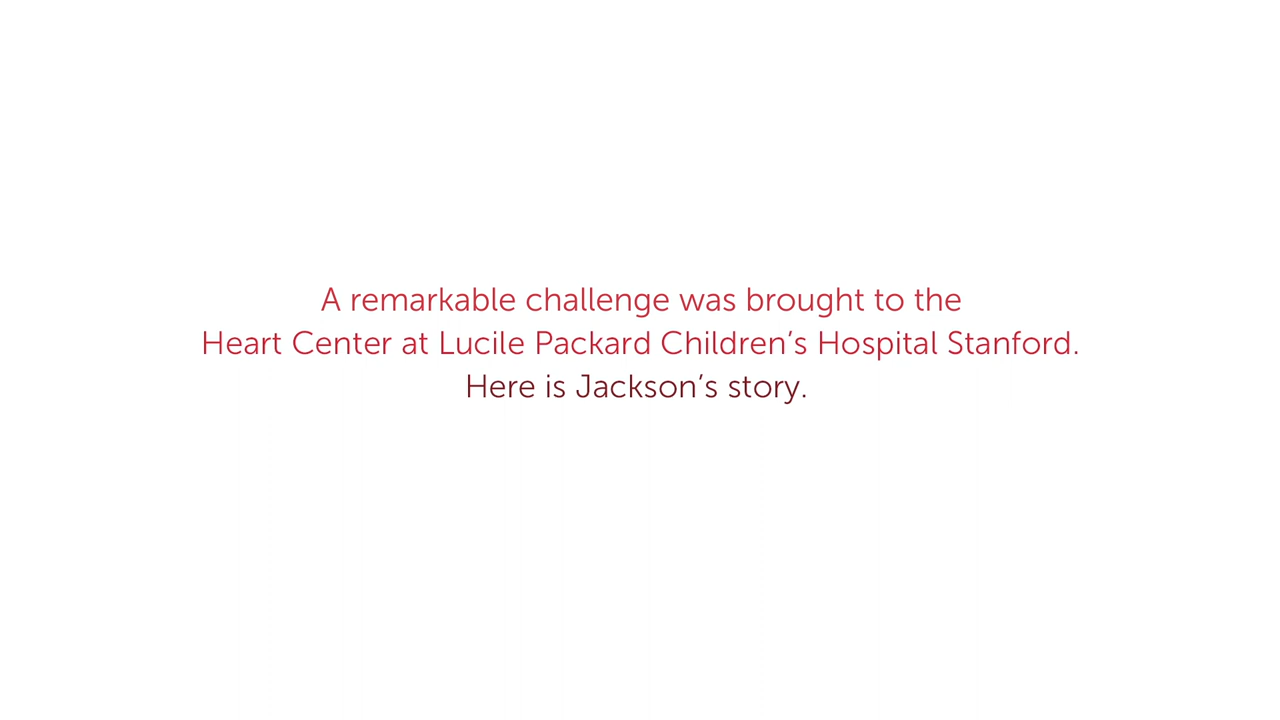 A remarkable challenge was brought to the
Heart Center at Lucile Packard Children’s Hospital Stanford.
Here is Jackson’s story.